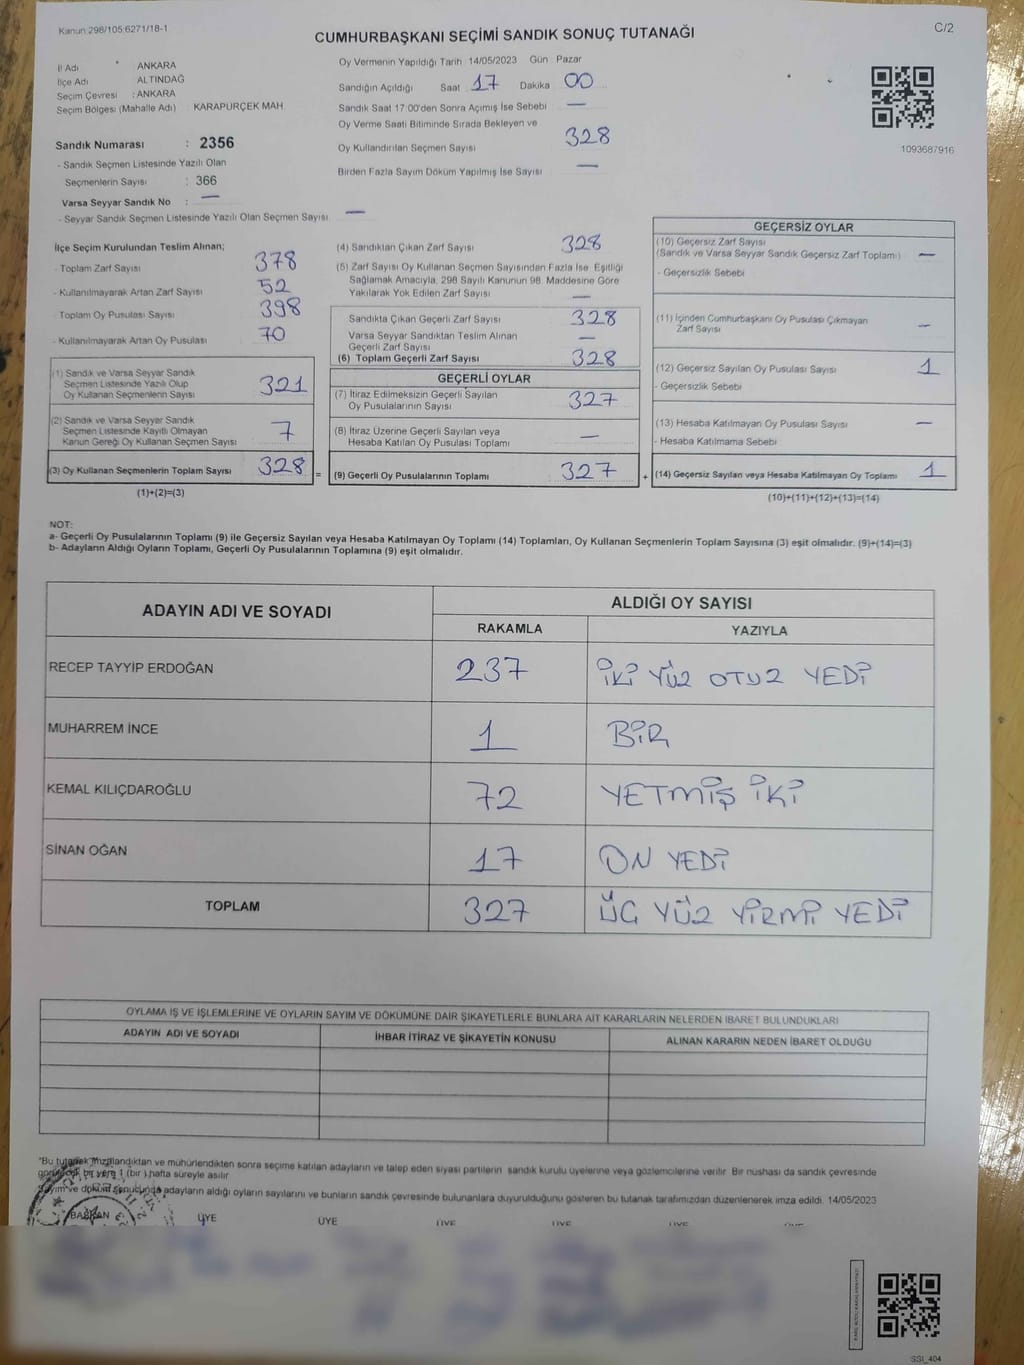 Kanun 298/105:6271/18-1
C/2
CUMHURBAŞKANI SEÇİMİ SANDIK SONUÇ TUTANAĞI
İl Adı ANKARA
İlçe Adı ALTINDAĞ
Seçim Çevresi : ANKARA
Seçim Bölgesi (Mahalle Adı) : KARAPÜRÇEK MAH
Sandık Numarası : 2356
- Sandık Seçmen Listesinde Yazılı Olan
Seçmenlerin Sayısı : 366
Varsa Seyyar Sandık No : —
- Seyyar Sandık Seçmen Listesinde Yazılı Olan Seçmen Sayısı —
Oy Vermenin Yapıldığı Tarih 14/05/2023 Gün Pazar
Sandığın Açıldığı Saat 17 Dakika 00
Sandık Saat 17:00'den Sonra Açımış İse Sebebi —
Oy Verme Saati Bitiminde Sırada Bekleyen ve
Oy Kullandırılan Seçmen Sayısı 328
Birden Fazla Sayım Döküm Yapılmış İse Sayısı —
1093687916
İlçe Seçim Kurulundan Teslim Alınan;
- Toplam Zarf Sayısı 378
- Kullanılmayarak Artan Zarf Sayısı 52
- Toplam Oy Pusulası Sayısı 398
- Kullanılmayarak Artan Oy Pusulası 70
(1) Sandık ve Varsa Seyyar Sandık
Seçmen Listesinde Yazılı Olup
Oy Kullanan Seçmenlerin Sayısı 321
(2) Sandık ve Varsa Seyyar Sandık
Seçmen Listesinde Kayıtlı Olmayan
Kanun Gereği Oy Kullanan Seçmen Sayısı 7
(3) Oy Kullanan Seçmenlerin Toplam Sayısı 328 =
(1)+(2)=(3)
(4) Sandıktan Çıkan Zarf Sayısı 328
(5) Zarf Sayısı Oy Kullanan Seçmen Sayısından Fazla İse Eşitliği
Sağlamak Amacıyla, 298 Sayılı Kanunun 98. Maddesine Göre
Yakılarak Yok Edilen Zarf Sayısı —
Sandıkta Çıkan Geçerli Zarf Sayısı 328
Varsa Seyyar Sandıktan Teslim Alınan
Geçerli Zarf Sayısı —
(6) Toplam Geçerli Zarf Sayısı 328
GEÇERLİ OYLAR
(7) İtiraz Edilmeksizin Geçerli Sayılan
Oy Pusulalarının Sayısı 327
(8) İtiraz Üzerine Geçerli Sayılan veya
Hesaba Katılan Oy Pusulası Toplamı —
(9) Geçerli Oy Pusulalarının Toplamı 327 +
GEÇERSİZ OYLAR
(10) Geçersiz Zarf Sayısı
(Sandık ve Varsa Seyyar Sandık Geçersiz Zarf Toplamı) —
- Geçersizlik Sebebi
(11) İçinden Cumhurbaşkanı Oy Pusulası Çıkmayan
Zarf Sayısı —
(12) Geçersiz Sayılan Oy Pusulası Sayısı 1
- Geçersizlik Sebebi
(13) Hesaba Katılmayan Oy Pusulası Sayısı —
- Hesaba Katılmama Sebebi
(14) Geçersiz Sayılan veya Hesaba Katılmayan Oy Toplamı 1
(10)+(11)+(12)+(13)=(14)
NOT:
a- Geçerli Oy Pusulalarının Toplamı (9) ile Geçersiz Sayılan veya Hesaba Katılmayan Oy Toplamı (14) Toplamları, Oy Kullanan Seçmenlerin Toplam Sayısına (3) eşit olmalıdır. (9)+(14)=(3)
b- Adayların Aldığı Oyların Toplamı, Geçerli Oy Pusulalarının Toplamına (9) eşit olmalıdır.
ADAYIN ADI VE SOYADI
ALDIĞI OY SAYISI
RAKAMLA YAZIYLA
RECEP TAYYİP ERDOĞAN 237 İKİ YÜZ OTUZ YEDİ
MUHARREM İNCE 1 BİR
KEMAL KILIÇDAROĞLU 72 YETMİŞ İKİ
SİNAN OĞAN 17 ON YEDİ
TOPLAM 327 ÜÇ YÜZ YİRMİ YEDİ
OYLAMA İŞ VE İŞLEMLERİNE VE OYLARIN SAYIM VE DÖKÜMÜNE DAİR ŞİKAYETLERLE BUNLARA AİT KARARLARIN NELERDEN İBARET BULUNDUKLARI
ADAYIN ADI VE SOYADI İHBAR İTİRAZ VE ŞİKAYETİN KONUSU ALINAN KARARIN NEDEN İBARET OLDUĞU
*Bu tutanak imzalandıktan ve mühürlendikten sonra seçime katılan adayların ve talep eden siyasi partilerin sandık kurulu üyelerine veya gözlemcilerine verilir. Bir nüshası da sandık çevresinde
görülecek bir yere 1 (bir) hafta süreyle asılır
Sayım ve döküm sonucunda adayların aldığı oyların sayılarını ve bunların sandık çevresinde bulunanlara duyurulduğunu gösteren bu tutanak tarafımızdan düzenlenerek imza edildi. 14/05/2023
BAŞKAN ÜYE ÜYE ÜYE ÜYE ÜYE ÜYE
SSI_404